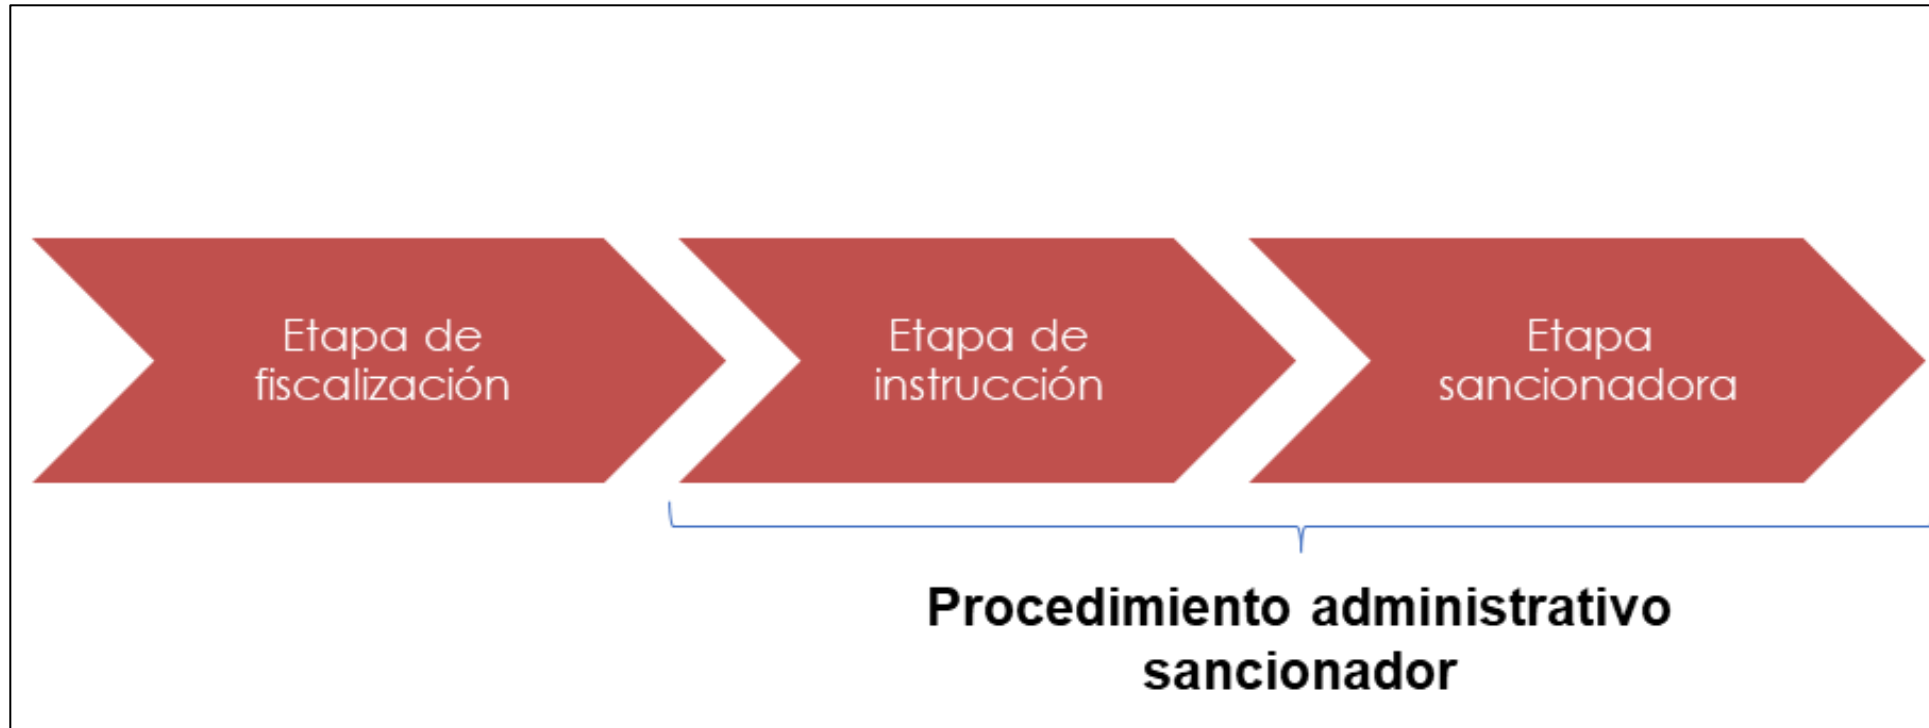 Etapa de
fiscalización
Etapa de
instrucción
Etapa
sancionadora
Procedimiento administrativo
sancionador